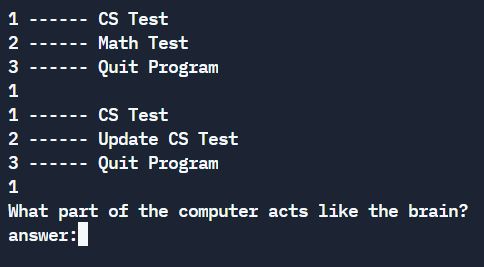 1 ------ CS Test
2 ------ Math Test
3 ------ Quit Program
1
1 ------ CS Test
2 ------ Update CS Test
3 ------ Quit Program
1
What part of the computer acts like the brain?
answer: